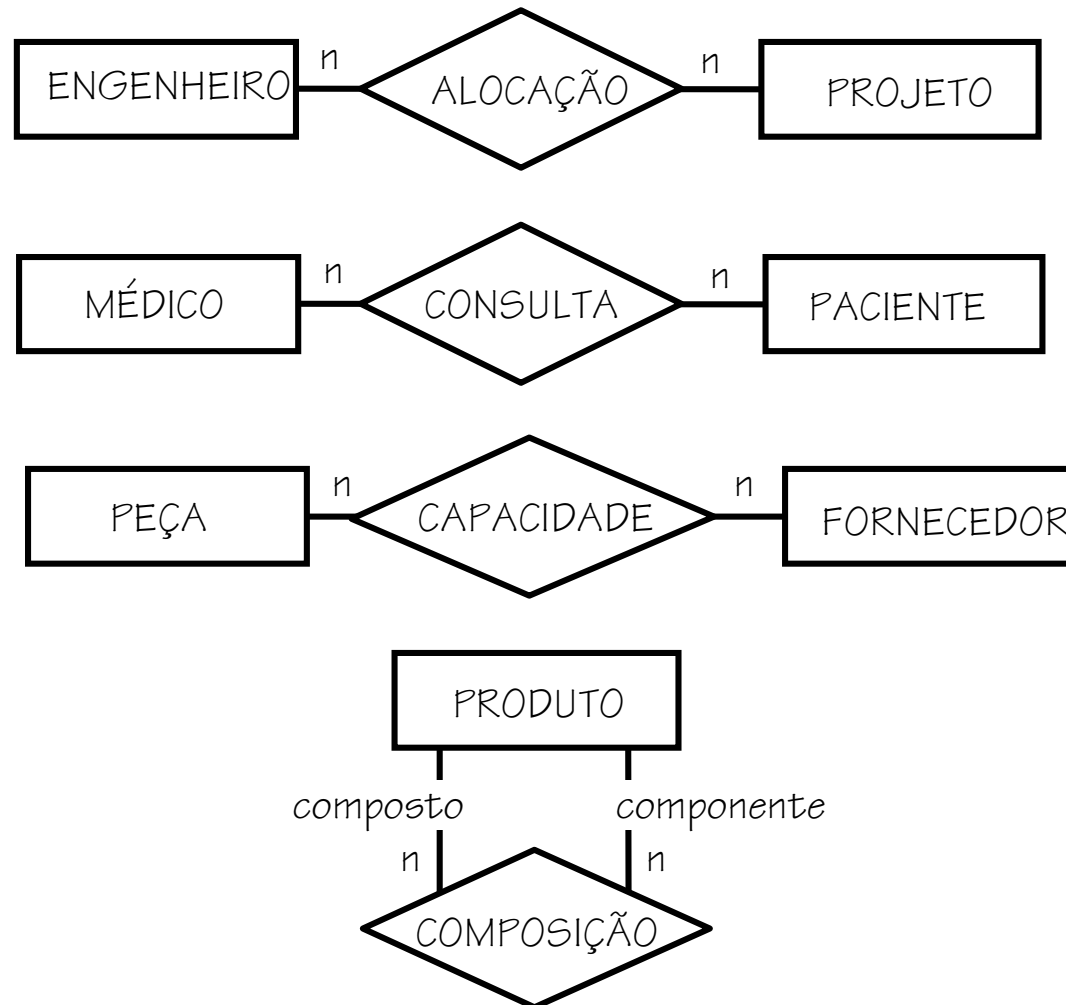 n n
ENGENHEIRO ALOCAÇÃO PROJETO
n n
MÉDICO CONSULTA PACIENTE
n n
PEÇA CAPACIDADE FORNECEDOR
PRODUTO
composto componente
n n
COMPOSIÇÃO